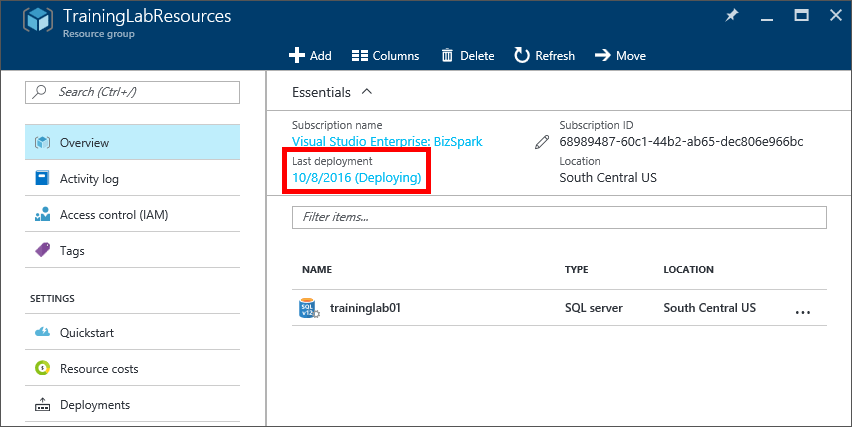 TrainingLabResources
Resource group
Add Columns Delete Refresh Move
Search (Ctrl+/)
Overview
Activity log
Access control (IAM)
Tags
SETTINGS
Quickstart
Resource costs
Deployments
Essentials
Subscription name
Visual Studio Enterprise: BizSpark
Last deployment
10/8/2016 (Deploying)
Subscription ID
68989487-60c1-44b2-ab65-dec806e966bc
Location
South Central US
Filter items...
NAME TYPE LOCATION
SQL
v12
traininglab01 SQL server South Central US ...